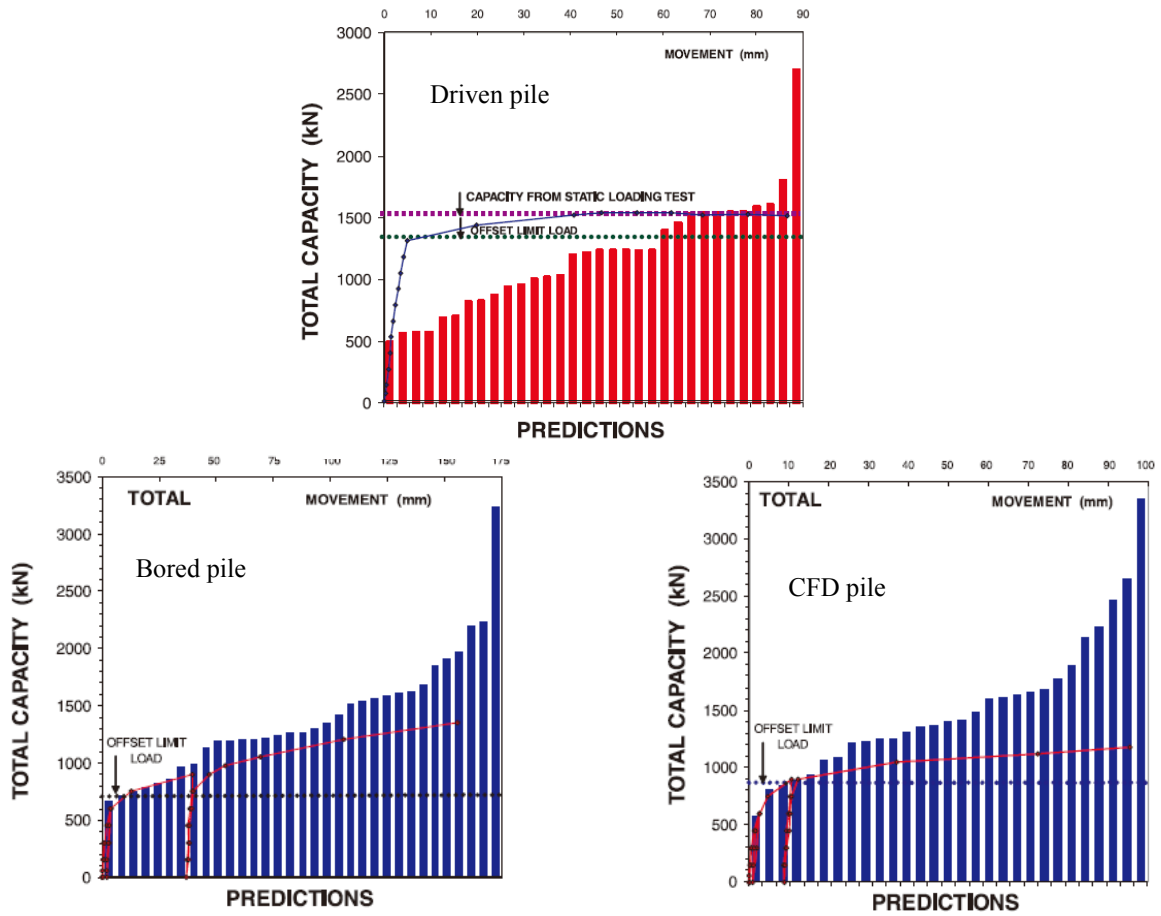 0 10 20 30 40 50 60 70 80 90
3000
MOVEMENT (mm)
Driven pile
2500
2000
CAPACITY FROM STATIC LOADING TEST
1500
OFFSET LIMIT LOAD
1000
500
0
TOTAL CAPACITY (kN)
PREDICTIONS
0 25 50 75 100 125 150 175
3500
TOTAL
MOVEMENT (mm)
3000
Bored pile
2500
2000
1500
OFFSET LIMIT
LOAD
1000
500
0
TOTAL CAPACITY (kN)
PREDICTIONS
0 10 20 30 40 50 60 70 80 90 100
3500
TOTAL
MOVEMENT (mm)
3000
CFD pile
2500
2000
1500
OFFSET LIMIT
LOAD
1000
500
0
TOTAL CAPACITY (kN)
PREDICTIONS